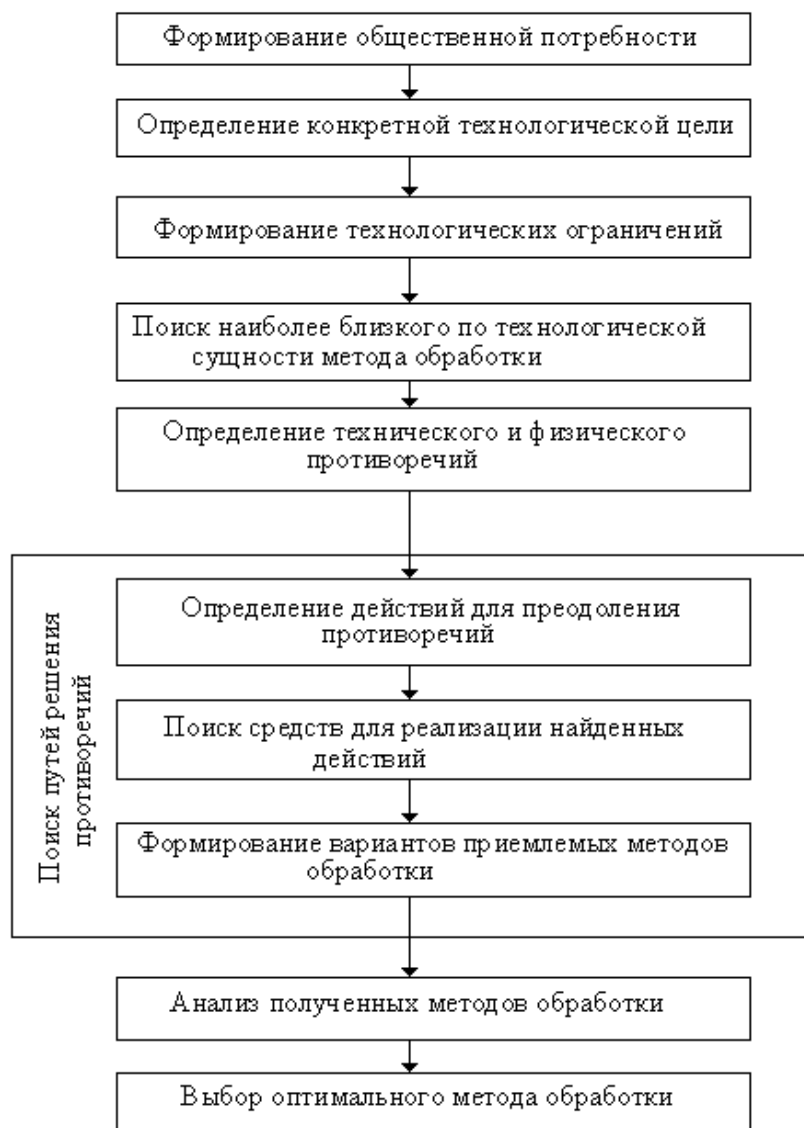 Формирование общественной потребности
Определение конкретной технологической цели
Формирование технологических ограничений
Поиск наиболее близкого по технологической
сущности метода обработки
Определение технического и физического
противоречий
Поиск путей решения
противоречий
Определение действий для преодоления
противоречий
Поиск средств для реализации найденных
действий
Формирование вариантов приемлемых методов
обработки
Анализ полученных методов обработки
Выбор оптимального метода обработки